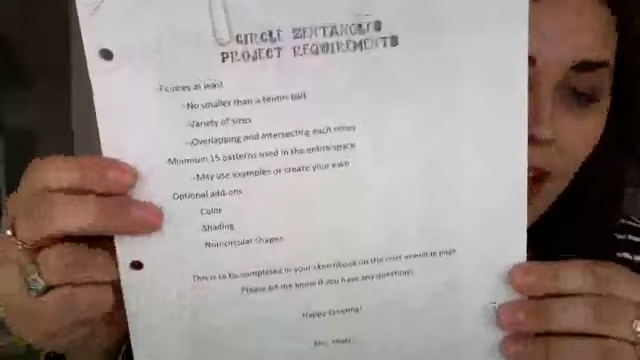 CIRCLE ZENTANGLES
PROJECT REQUIREMENTS
at least
-No smaller than a tennis ball
-Variety of sizes
-Overlapping and intersecting each other
-Minimum 15 patterns used in the entire space
-May use examples or create your own
Optional add-ons
Color
Shading
Non-circular shapes
This is to be completed in your sketchbook on the next available page
Please let me know if you have any questions
Happy Creating!